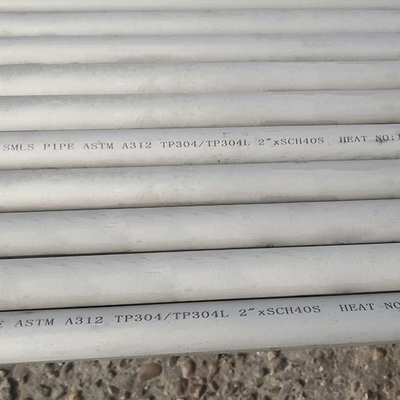 SMLS PIPE ASTM A312 TP304/TP304L 2"xSCH40S HEAT NO:
ASTM A312 TP304/TP304L 2"xSCH40S HEAT NO